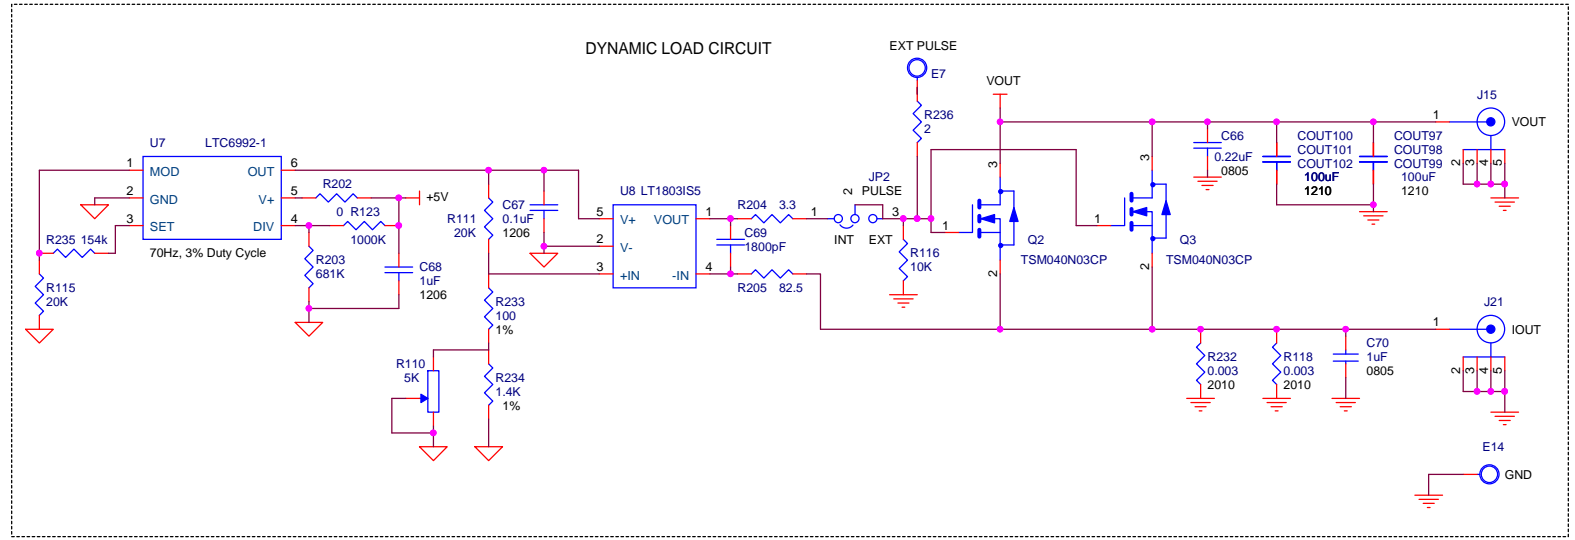 DYNAMIC LOAD CIRCUIT
EXT PULSE
E7
VOUT
R236
2
J15
1
VOUT
2
3
4
5
U7
LTC6992-1
1
MOD
OUT
6
2
GND
V+
5
3
SET
DIV
4
70Hz, 3% Duty Cycle
R235 154k
R115
20K
R202
0
+5V
R123
1000K
R203
681K
C68
1uF
1206
R111
20K
C67
0.1uF
1206
U8 LT1803IS5
5
V+
VOUT
1
2
V-
3
+IN
-IN
4
R204
3.3
C69
1800pF
R205
82.5
JP2
2
PULSE
1
3
INT
EXT
R116
10K
3
1
2
Q2
TSM040N03CP
3
1
2
Q3
TSM040N03CP
C66
0.22uF
0805
COUT100
COUT101
COUT102
100uF
1210
COUT97
COUT98
COUT99
100uF
1210
R233
100
1%
R110
5K
R234
1.4K
1%
R232
0.003
2010
R118
0.003
2010
C70
1uF
0805
J21
1
IOUT
2
3
4
5
E14
GND